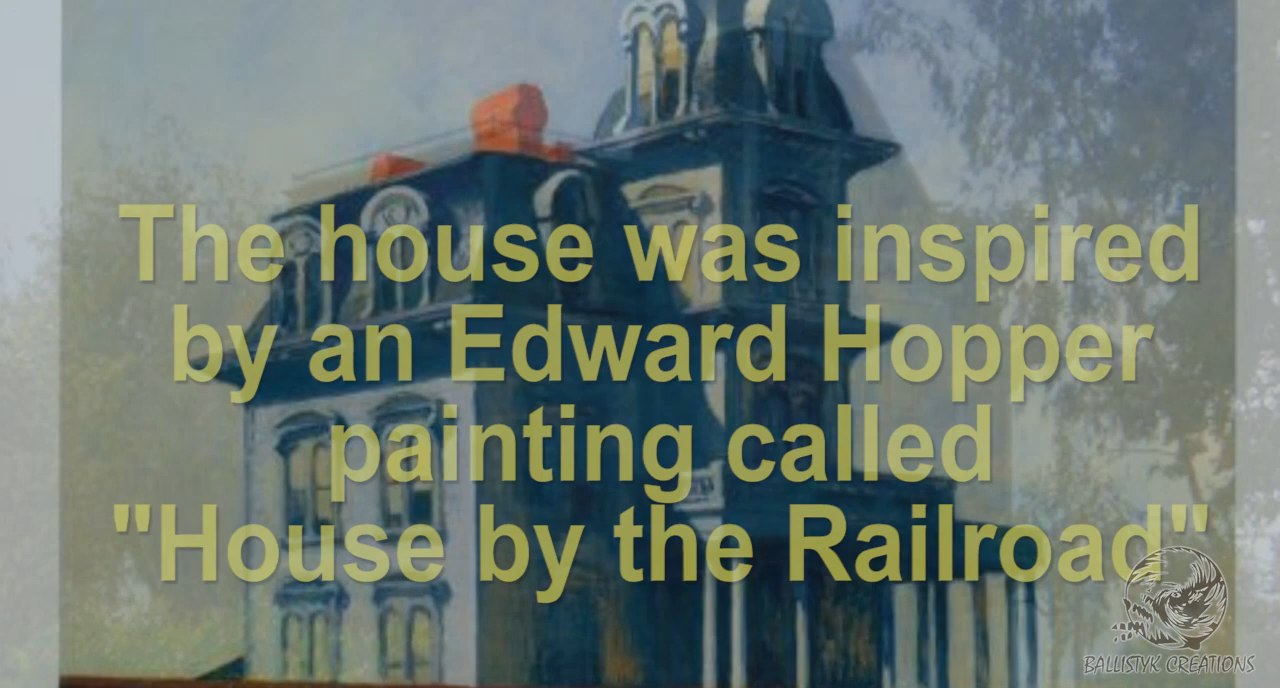 The house was inspired
by an Edward Hopper
painting called
"House by the Railroad"
BALLISTYK CREATIONS